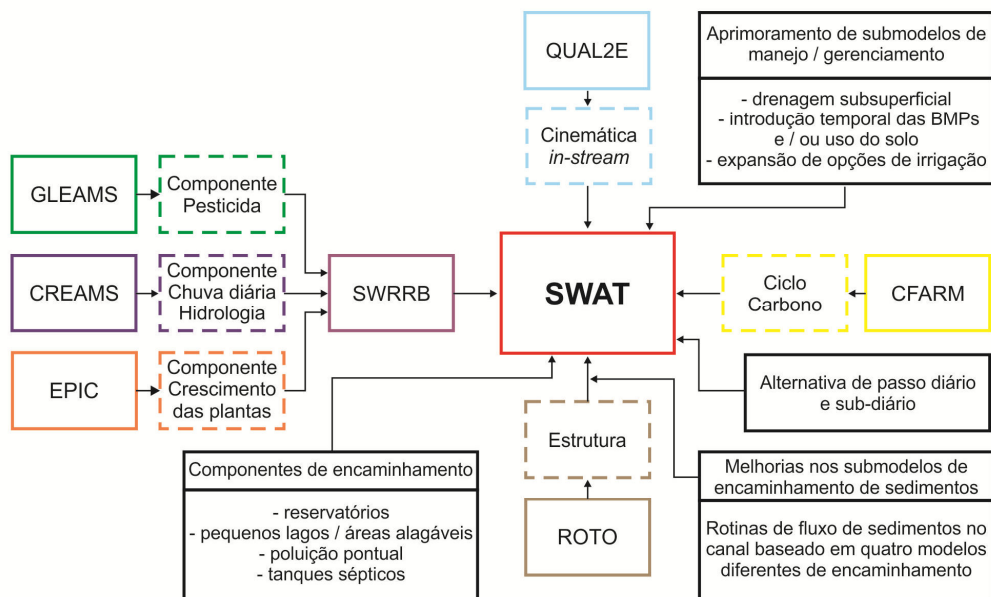 QUAL2E
Cinemática
in-stream
Aprimoramento de submodelos de
manejo / gerenciamento
- drenagem subsuperficial
- introdução temporal das BMPs
e / ou uso do solo
- expansão de opções de irrigação
GLEAMS
Componente
Pesticida
CREAMS
Componente
Chuva diária
Hidrologia
EPIC
Componente
Crescimento
das plantas
SWRRB
SWAT
Ciclo
Carbono
CFARM
Alternativa de passo diário
e sub-diário
Estrutura
ROTO
Componentes de encaminhamento
- reservatórios
- pequenos lagos / áreas alagáveis
- poluição pontual
- tanques sépticos
Melhorias nos submodelos de
encaminhamento de sedimentos
Rotinas de fluxo de sedimentos no
canal baseado em quatro modelos
diferentes de encaminhamento